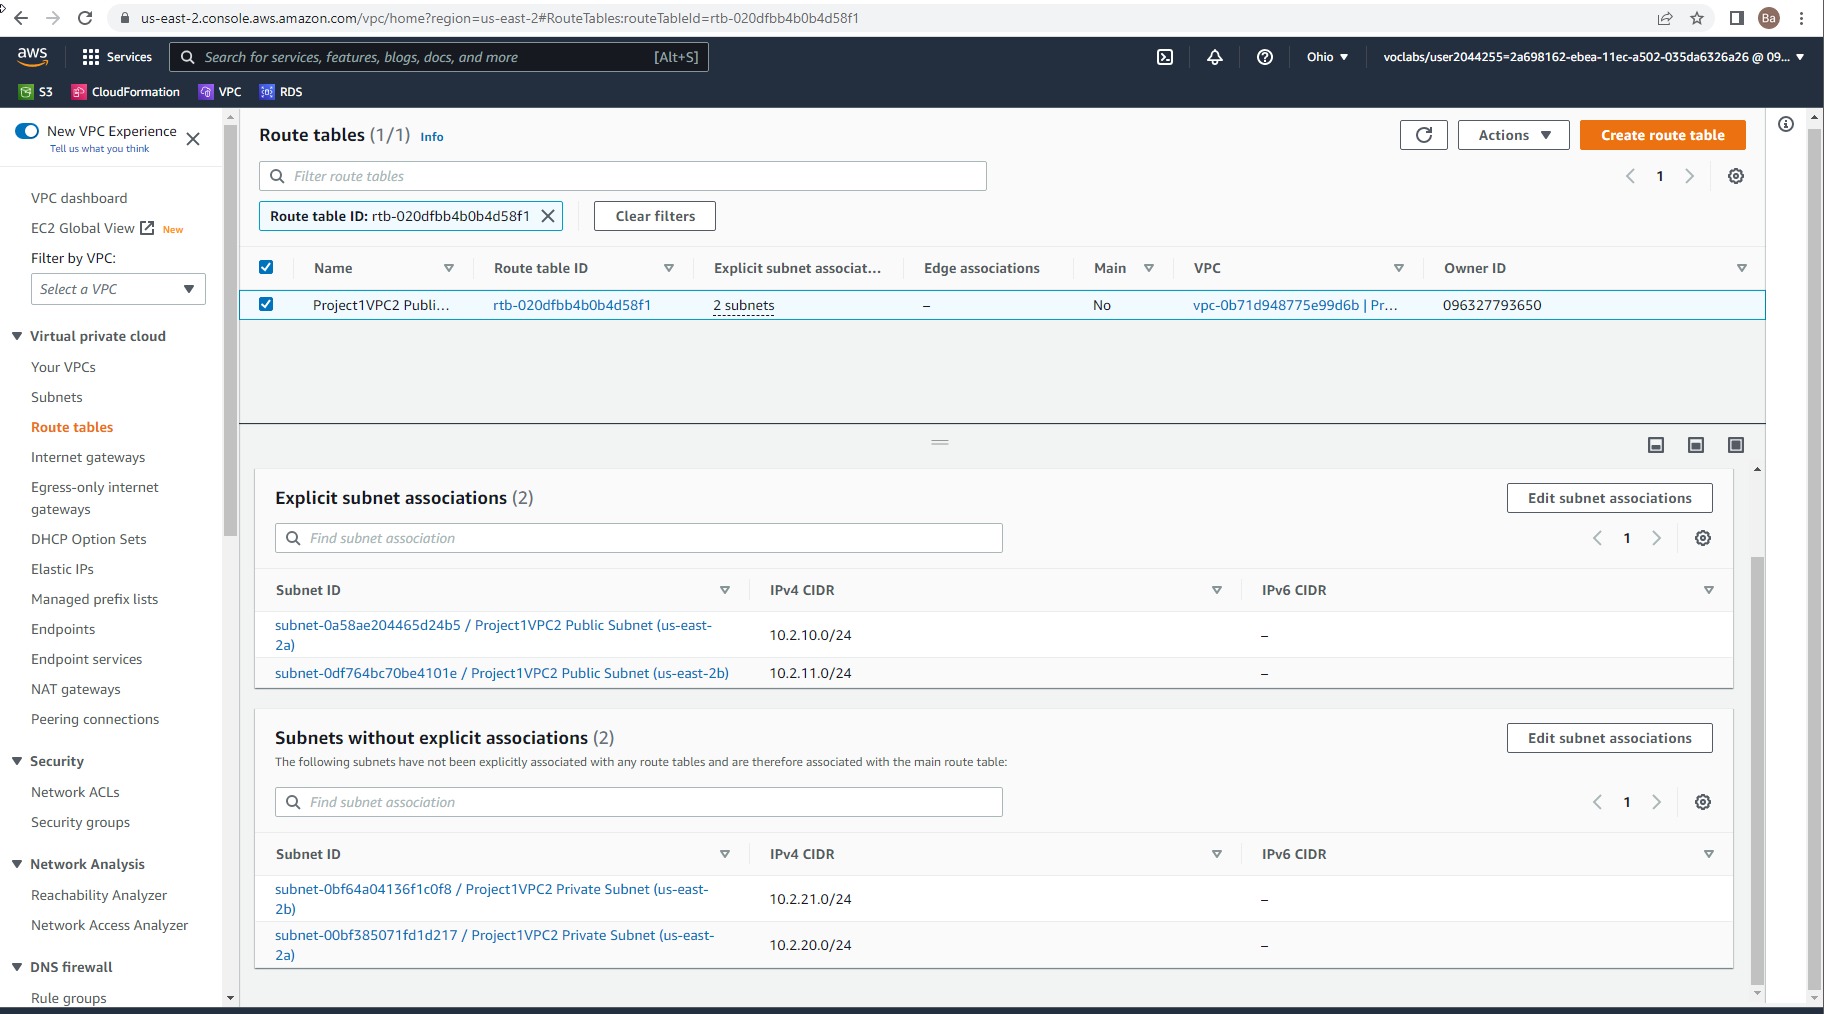 us-east-2.console.aws.amazon.com/vpc/home?region=us-east-2#RouteTables:routeTableId=rtb-020dfbb4b0b4d58f1
Ba
aws
Services
Search for services, features, blogs, docs, and more
[Alt+S]
Ohio
voclabs/user2044255=2a698162-ebea-11ec-a502-035da6326a26 @ 09...
S3
CloudFormation
VPC
RDS
New VPC Experience
Tell us what you think
VPC dashboard
EC2 Global View New
Filter by VPC:
Select a VPC
Virtual private cloud
Your VPCs
Subnets
Route tables
Internet gateways
Egress-only internet
gateways
DHCP Option Sets
Elastic IPs
Managed prefix lists
Endpoints
Endpoint services
NAT gateways
Peering connections
Security
Network ACLs
Security groups
Network Analysis
Reachability Analyzer
Network Access Analyzer
DNS firewall
Rule groups
Route tables (1/1) Info
Actions
Create route table
Filter route tables
1
Route table ID: rtb-020dfbb4b0b4d58f1
Clear filters
Name
Route table ID
Explicit subnet associat...
Edge associations
Main
VPC
Owner ID
Project1VPC2 Publi...
rtb-020dfbb4b0b4d58f1
2 subnets
–
No
vpc-0b71d948775e99d6b | Pr...
096327793650
Explicit subnet associations (2)
Edit subnet associations
Find subnet association
1
Subnet ID
IPv4 CIDR
IPv6 CIDR
subnet-0a58ae204465d24b5 / Project1VPC2 Public Subnet (us-east-
2a)
10.2.10.0/24
–
subnet-0df764bc70be4101e / Project1VPC2 Public Subnet (us-east-2b)
10.2.11.0/24
–
Subnets without explicit associations (2)
Edit subnet associations
The following subnets have not been explicitly associated with any route tables and are therefore associated with the main route table:
Find subnet association
1
Subnet ID
IPv4 CIDR
IPv6 CIDR
subnet-0bf64a04136f1c0f8 / Project1VPC2 Private Subnet (us-east-
2b)
10.2.21.0/24
–
subnet-00bf385071fd1d217 / Project1VPC2 Private Subnet (us-east-
2a)
10.2.20.0/24
–